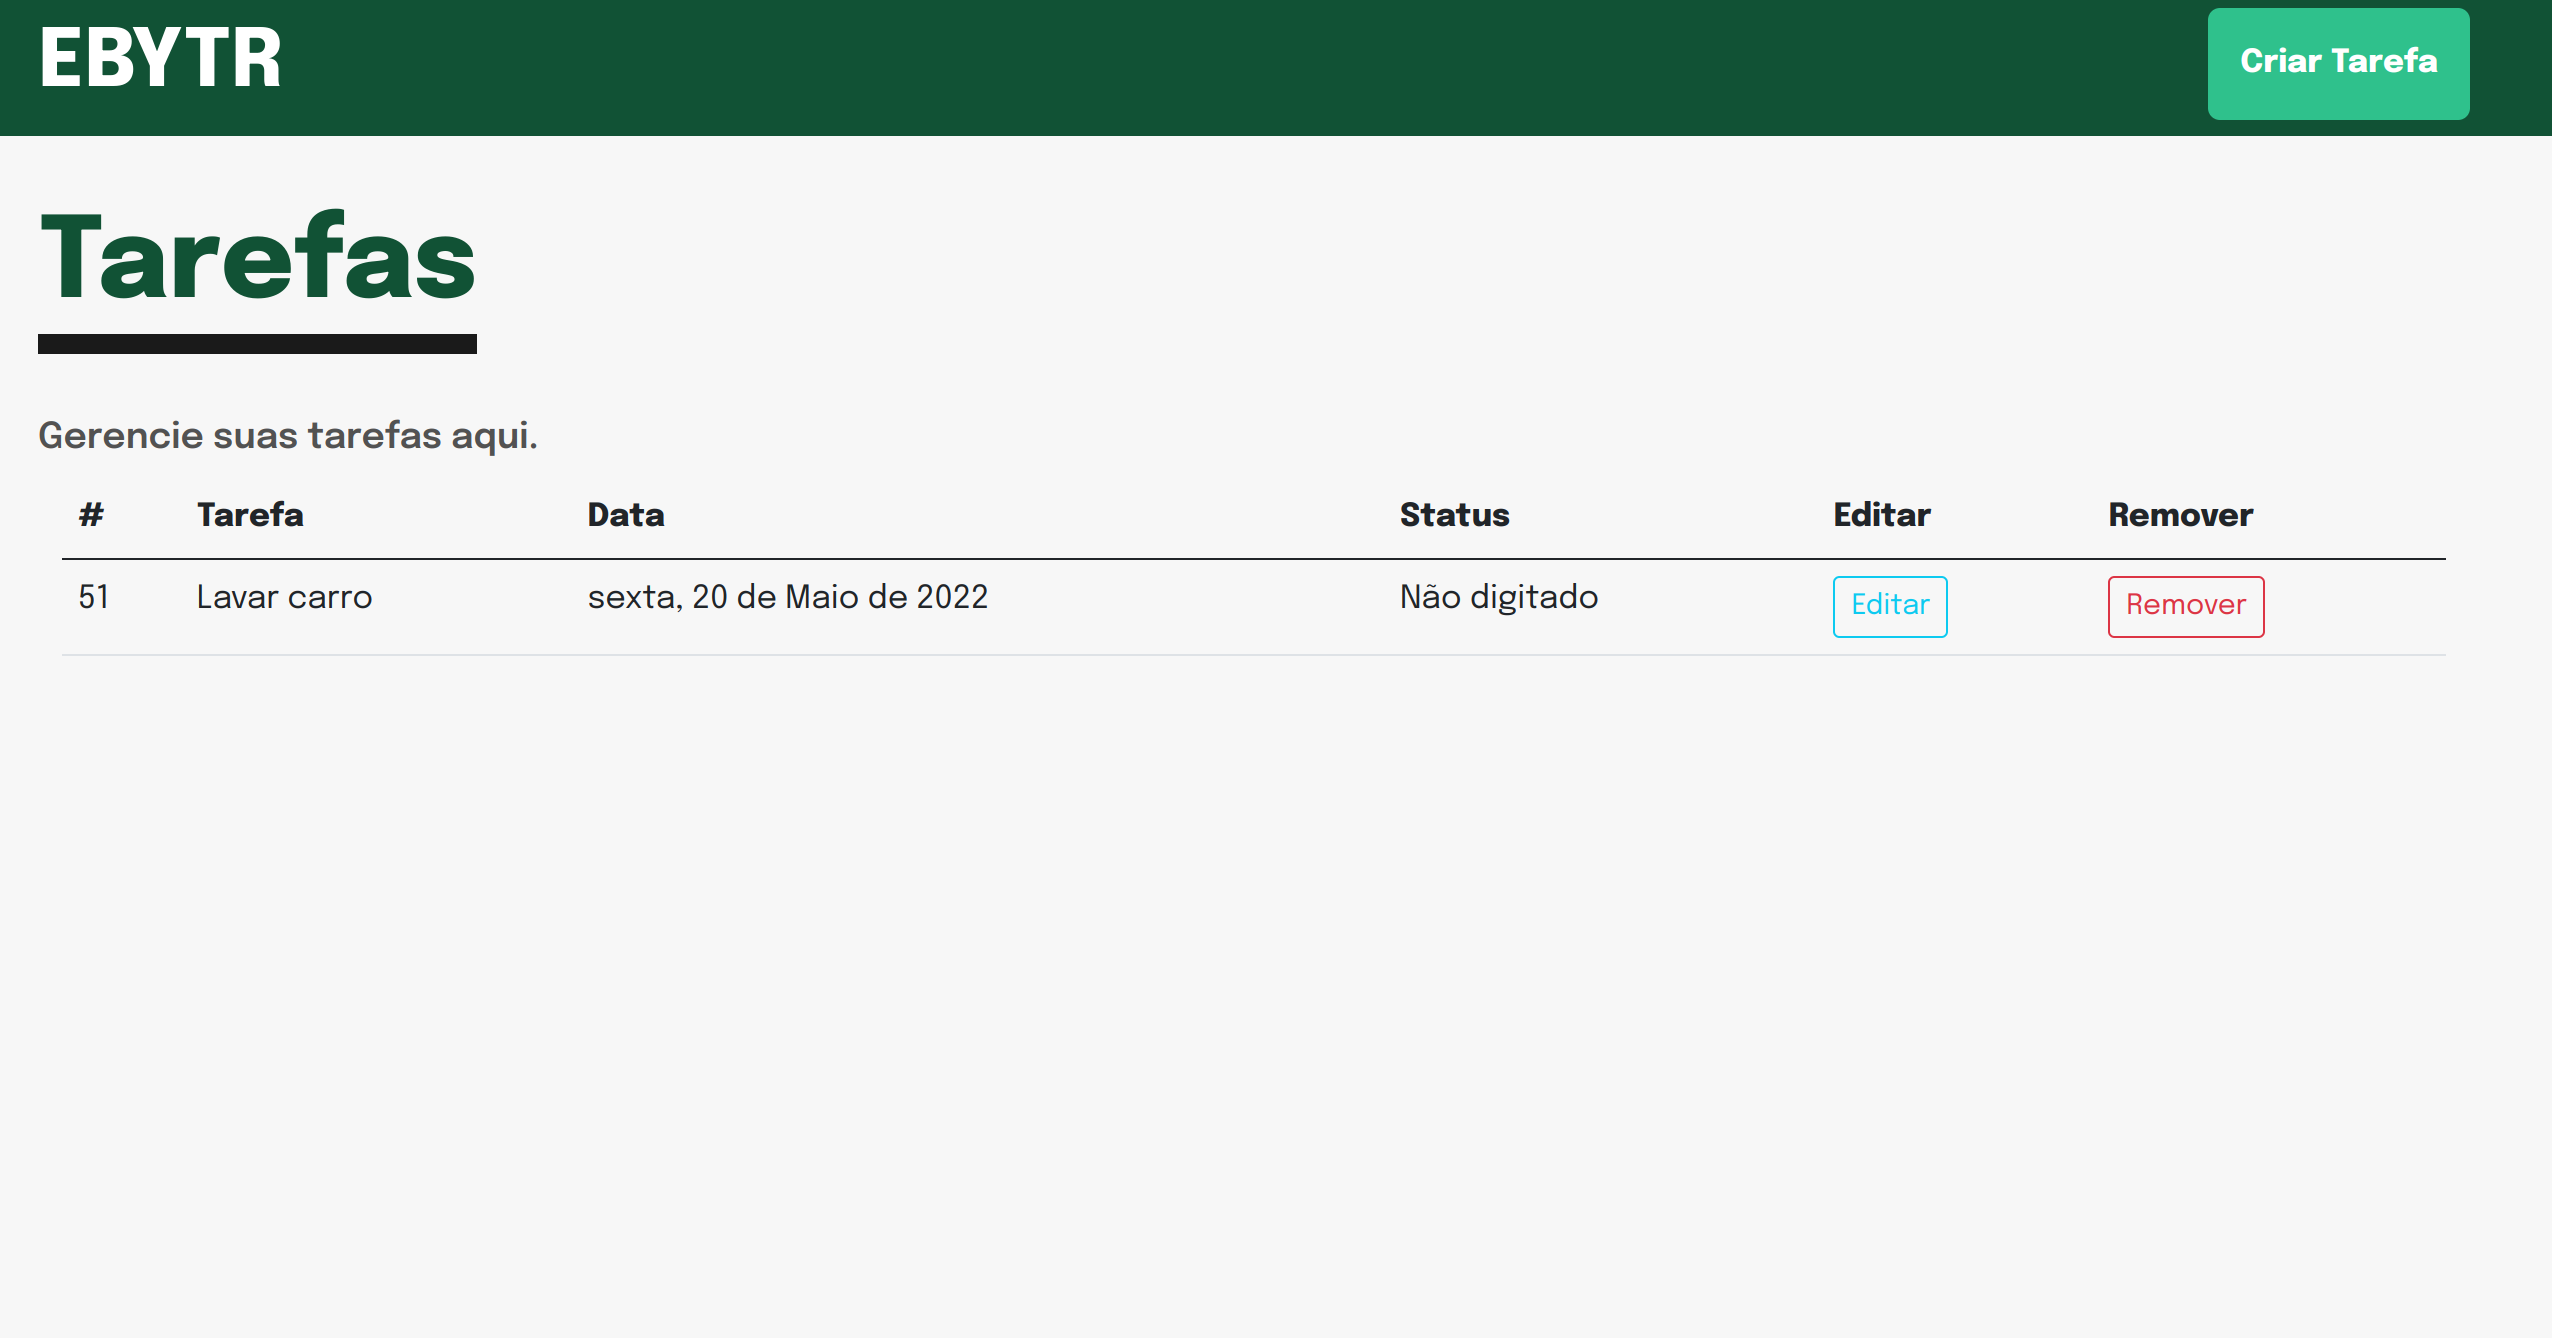 EBYTR
Criar Tarefa
Tarefas
Gerencie suas tarefas aqui.
# Tarefa Data Status Editar Remover
51 Lavar carro sexta, 20 de Maio de 2022 Não digitado Editar Remover